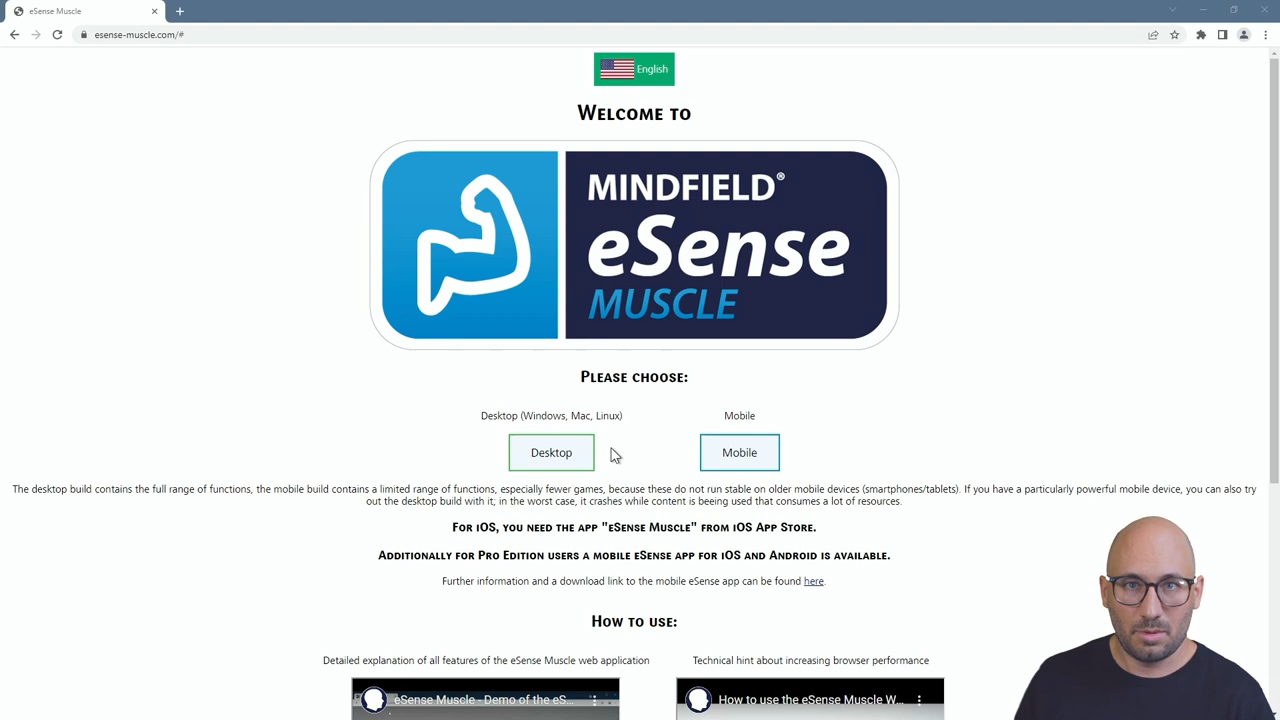 eSense Muscle
esense-muscle.com/#
English
Welcome to
MINDFIELD®
eSense
MUSCLE
Please choose:
Desktop (Windows, Mac, Linux)
Mobile
Desktop
Mobile
The desktop build contains the full range of functions, the mobile build contains a limited range of functions, especially fewer games, because these do not run stable on older mobile devices (smartphones/tablets). If you have a particularly powerful mobile device, you can also try
out the desktop build with it; in the worst case, it crashes while content is beeing used that consumes a lot of resources.
For iOS, you need the app "eSense Muscle" from iOS App Store.
Additionally for Pro Edition users a mobile eSense app for iOS and Android is available.
Further information and a download link to the mobile eSense app can be found here.
How to use:
Detailed explanation of all features of the eSense Muscle web application
Technical hint about increasing browser performance
eSense Muscle - Demo of the eS...
How to use the eSense Muscle W...